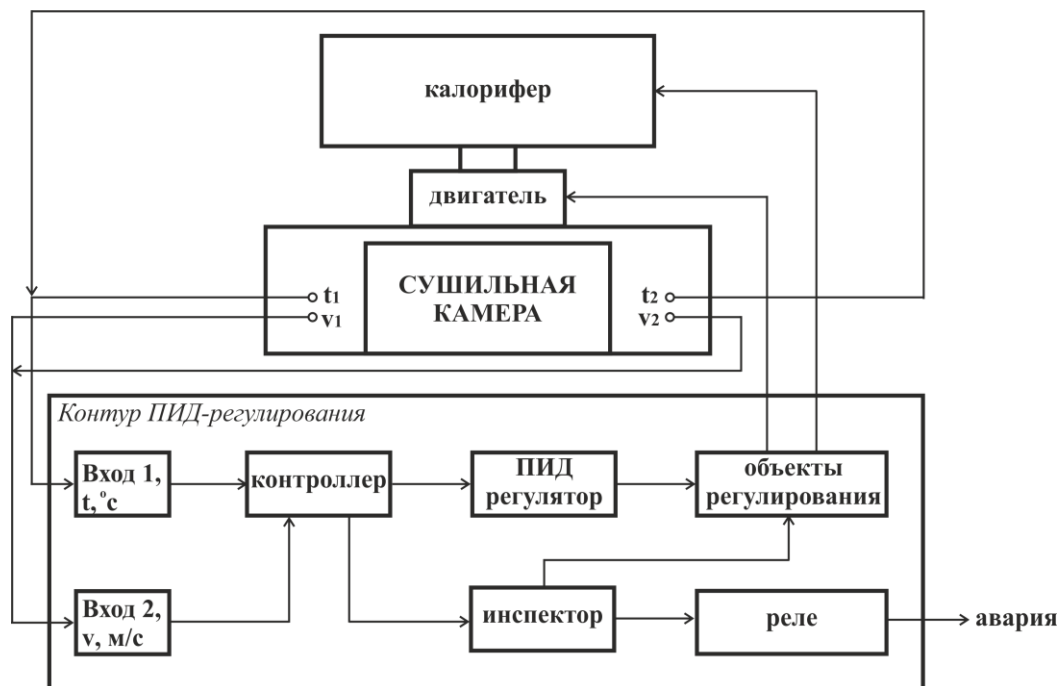 калорифер
двигатель
СУШИЛЬНАЯ
КАМЕРА
t₁
v₁
t₂
v₂
Контур ПИД-регулирования
Вход 1,
t, °с
контроллер
ПИД
регулятор
объекты
регулирования
Вход 2,
v, м/с
инспектор
реле
авария